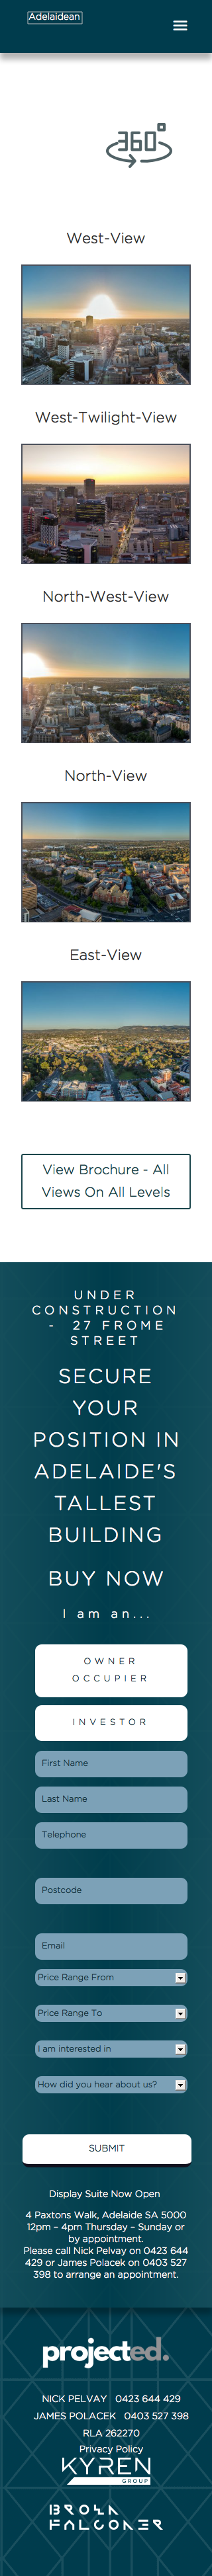 Adelaidean
360°
West-View
West-Twilight-View
North-West-View
North-View
East-View
View Brochure - All
Views On All Levels
UNDER
CONSTRUCTION
- 27 FROME
STREET
SECURE
YOUR
POSITION IN
ADELAIDE'S
TALLEST
BUILDING
BUY NOW
I am an...
OWNER
OCCUPIER
INVESTOR
First Name
Last Name
Telephone
Postcode
Email
Price Range From
Price Range To
I am interested in
How did you hear about us?
SUBMIT
Display Suite Now Open
4 Paxtons Walk, Adelaide SA 5000
12pm – 4pm Thursday – Sunday or
by appointment.
Please call Nick Pelvay on 0423 644
429 or James Polacek on 0403 527
398 to arrange an appointment.
projected.
NICK PELVAY 0423 644 429
JAMES POLACEK 0403 527 398
RLA 262270
Privacy Policy
KYREN
GROUP
BROWN
FALCONER